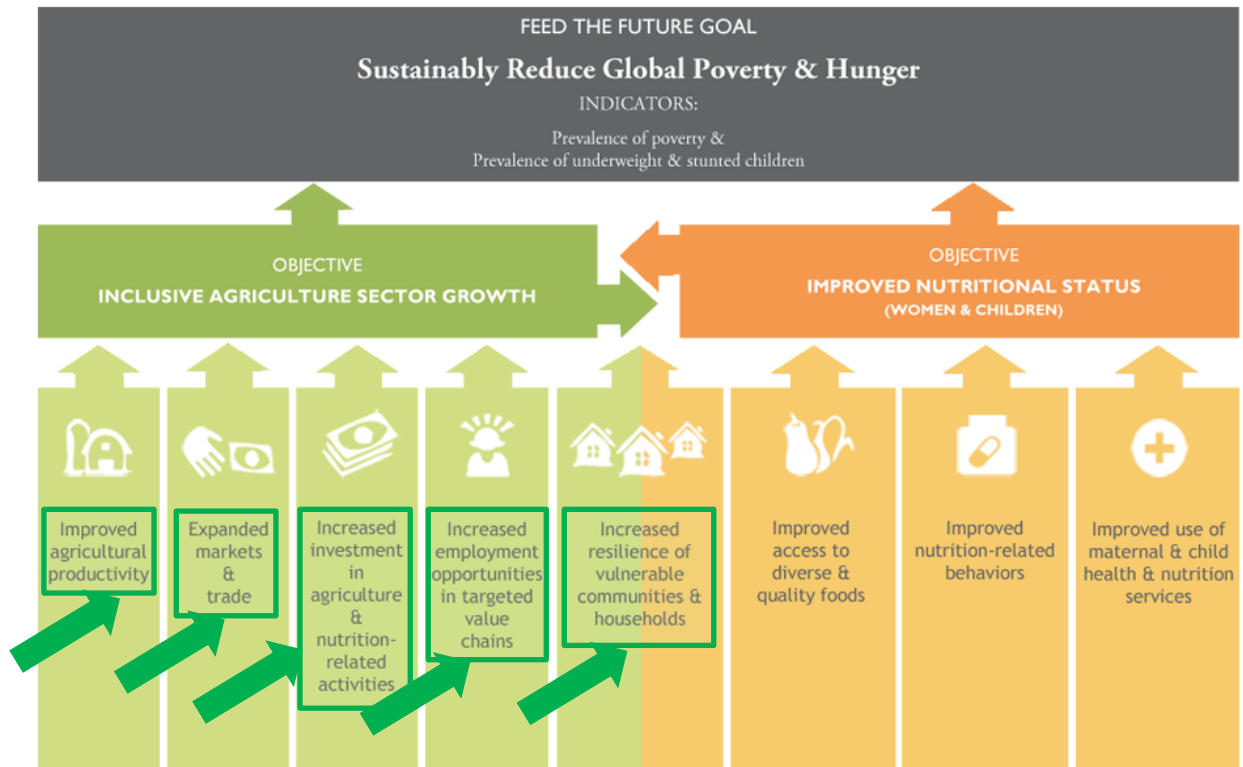 FEED THE FUTURE GOAL
Sustainably Reduce Global Poverty & Hunger
INDICATORS:
Prevalence of poverty &
Prevalence of underweight & stunted children
OBJECTIVE
INCLUSIVE AGRICULTURE SECTOR GROWTH
OBJECTIVE
IMPROVED NUTRITIONAL STATUS
(WOMEN & CHILDREN)
Improved
agricultural
productivity
Expanded
markets
&
trade
Increased
investment
in
agriculture
&
nutrition-
related
activities
Increased
employment
opportunities
in targeted
value
chains
Increased
resilience of
vulnerable
communities &
households
Improved
access to
diverse &
quality foods
Improved
nutrition-related
behaviors
Improved use of
maternal & child
health & nutrition
services